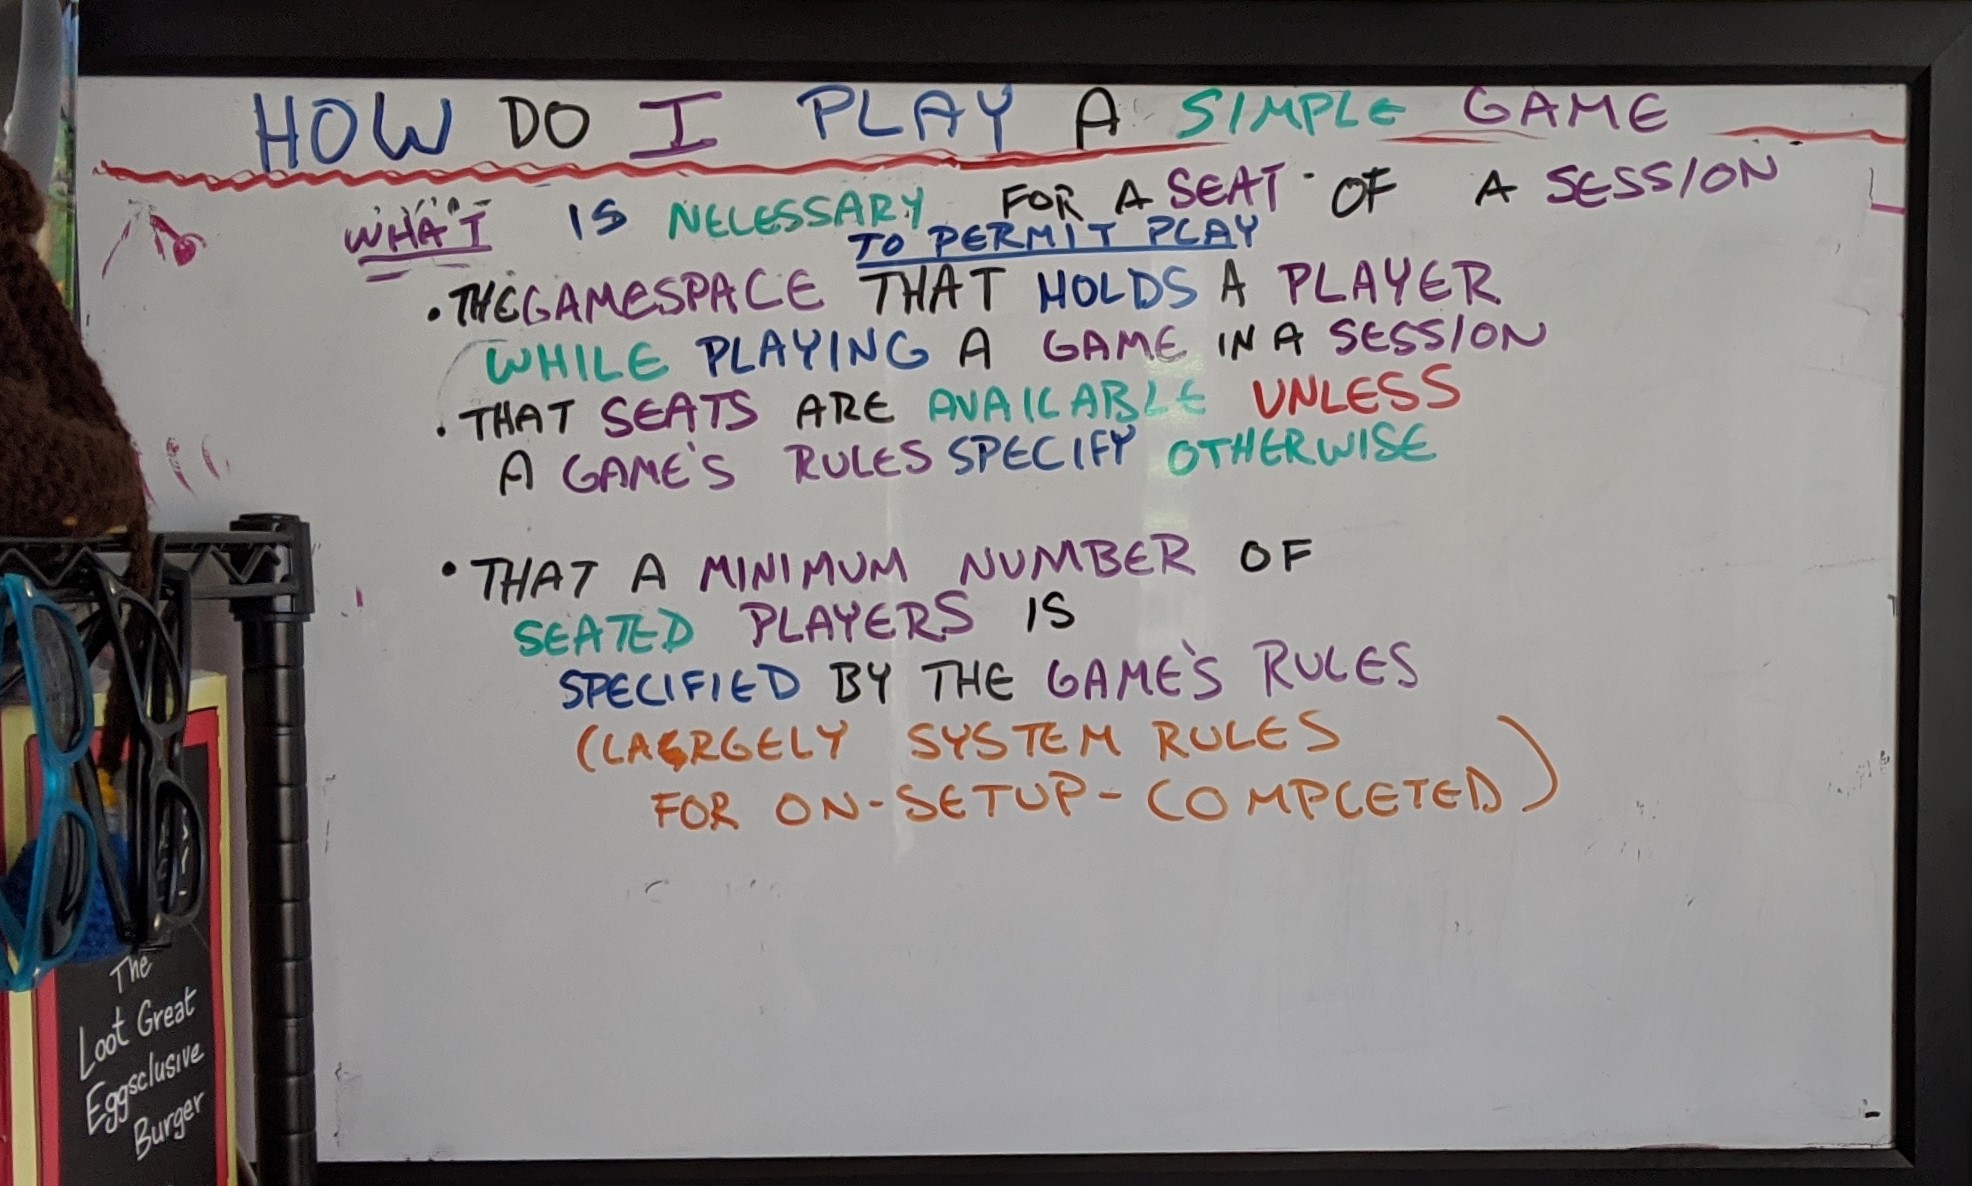 HOW DO I PLAY A SIMPLE GAME
WHAT IS NECESSARY FOR A SEAT OF A SESSION
TO PERMIT PLAY
• THE GAMESPACE THAT HOLDS A PLAYER
WHILE PLAYING A GAME IN A SESSION
• THAT SEATS ARE AVAILABLE UNLESS
A GAME'S RULES SPECIFY OTHERWISE
• THAT A MINIMUM NUMBER OF
SEATED PLAYERS IS
SPECIFIED BY THE GAME'S RULES
(LARGELY SYSTEM RULES
FOR ON-SETUP-COMPLETED)
The
Loot Great
Eggsclusive
Burger